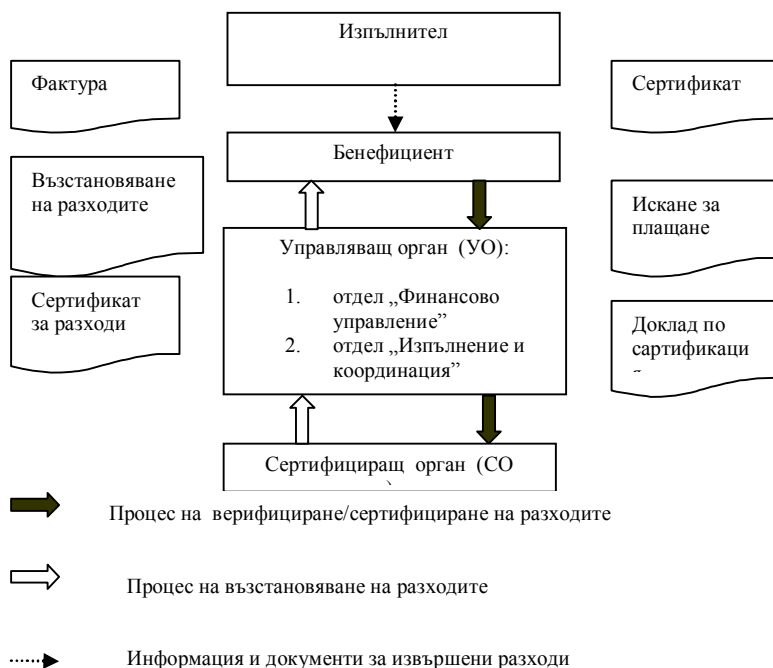 Изпълнител
Фактура
Сертификат
Бенефициент
Възстановяване
на разходите
Искане за
плащане
Управляващ орган (УО):
1. отдел „Финансово
управление”
2. отдел „Изпълнение и
координация”
Сертификат
за разходи
Доклад по
сартификаци
Сертифициращ орган (СО
)
Процес на верифициране/сертифициране на разходите
Процес на възстановяване на разходите
Информация и документи за извършени разходи